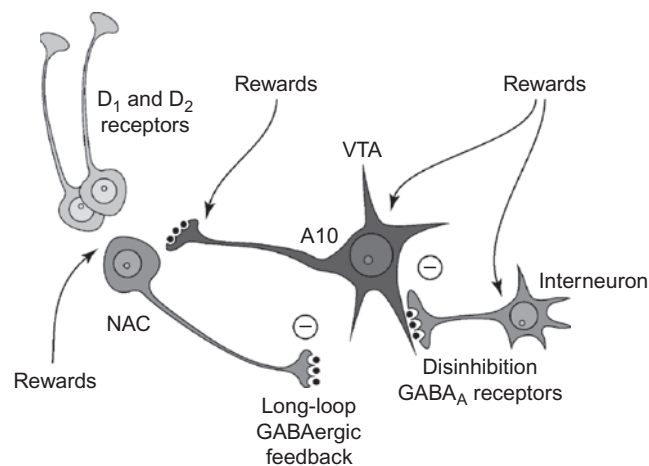 D₁ and D₂
receptors
Rewards
Rewards
VTA
A10
Interneuron
NAC
Rewards
Disinhibition
GABAₐ receptors
Long-loop
GABAergic
feedback